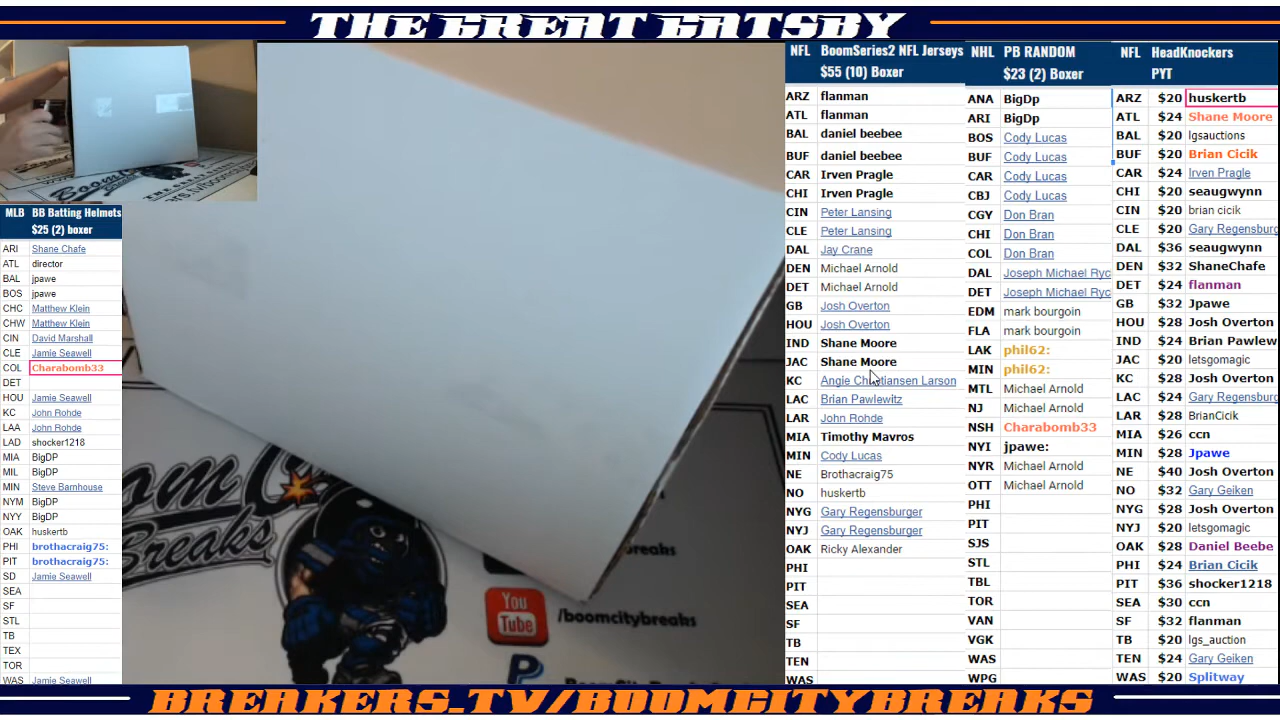 THE GREAT GATSBY
MLB BB Batting Helmets
$25 (2) boxer
ARI Shane Chafe
ATL director
BAL jpawe
BOS jpawe
CHC Matthew Klein
CHW Matthew Klein
CIN David Marshall
CLE Jamie Seawell
COL Charabomb33
DET
HOU Jamie Seawell
KC John Rohde
LAA John Rohde
LAD shocker1218
MIA BigDP
MIL BigDP
MIN Steve Barnhouse
NYM BigDP
NYY BigDP
OAK huskertb
PHI brothacraig75:
PIT brothacraig75:
SD Jamie Seawell
SEA
SF
STL
TB
TEX
TOR
WAS Jamie Seawell
Breaks
You
Tube
/boomcitybreaks
NFL BoomSeries2 NFL Jerseys
$55 (10) Boxer
ARZ flanman
ATL flanman
BAL daniel beebee
BUF daniel beebee
CAR Irven Pragle
CHI Irven Pragle
CIN Peter Lansing
CLE Peter Lansing
DAL Jay Crane
DEN Michael Arnold
DET Michael Arnold
GB Josh Overton
HOU Josh Overton
IND Shane Moore
JAC Shane Moore
KC Angie Christiansen Larson
LAC Brian Pawlewitz
LAR John Rohde
MIA Timothy Mavros
MIN Cody Lucas
NE Brothacraig75
NO huskertb
NYG Gary Regensburger
NYJ Gary Regensburger
OAK Ricky Alexander
PHI
PIT
SEA
SF
TB
TEN
WAS
NHL PB RANDOM
$23 (2) Boxer
ANA BigDp
ARI BigDp
BOS Cody Lucas
BUF Cody Lucas
CAR Cody Lucas
CBJ Cody Lucas
CGY Don Bran
CHI Don Bran
COL Don Bran
DAL Joseph Michael Ryc
DET Joseph Michael Ryc
EDM mark bourgoin
FLA mark bourgoin
LAK phil62:
MIN phil62:
MTL Michael Arnold
NJ Michael Arnold
NSH Charabomb33
NYI jpawe:
NYR Michael Arnold
OTT Michael Arnold
PHI
PIT
SJS
STL
TBL
TOR
VAN
VGK
WAS
WPG
NFL HeadKnockers
PYT
ARZ $20 huskertb
ATL $24 Shane Moore
BAL $20 lgsauctions
BUF $20 Brian Cicik
CAR $24 Irven Pragle
CHI $20 seaugwynn
CIN $20 brian cicik
CLE $20 Gary Regensburg
DAL $36 seaugwynn
DEN $32 ShaneChafe
DET $24 flanman
GB $32 Jpawe
HOU $28 Josh Overton
IND $24 Brian Pawlew
JAC $20 letsgomagic
KC $28 Josh Overton
LAC $24 Gary Regensburg
LAR $28 BrianCicik
MIA $26 ccn
MIN $28 Jpawe
NE $40 Josh Overton
NO $32 Gary Geiken
NYG $28 Josh Overton
NYJ $20 letsgomagic
OAK $28 Daniel Beebe
PHI $24 Brian Cicik
PIT $36 shocker1218
SEA $30 ccn
SF $32 flanman
TB $20 lgs_auction
TEN $24 Gary Geiken
WAS $20 Splitway
BREAKERS.TV/BOOMCITYBREAKS